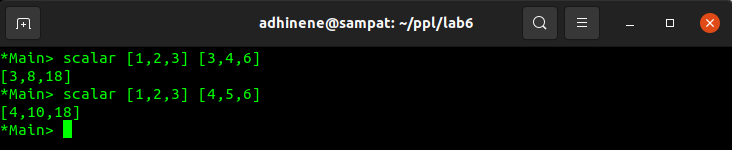 adhinene@sampat: ~/ppl/lab6
*Main> scalar [1,2,3] [3,4,6]
[3,8,18]
*Main> scalar [1,2,3] [4,5,6]
[4,10,18]
*Main>